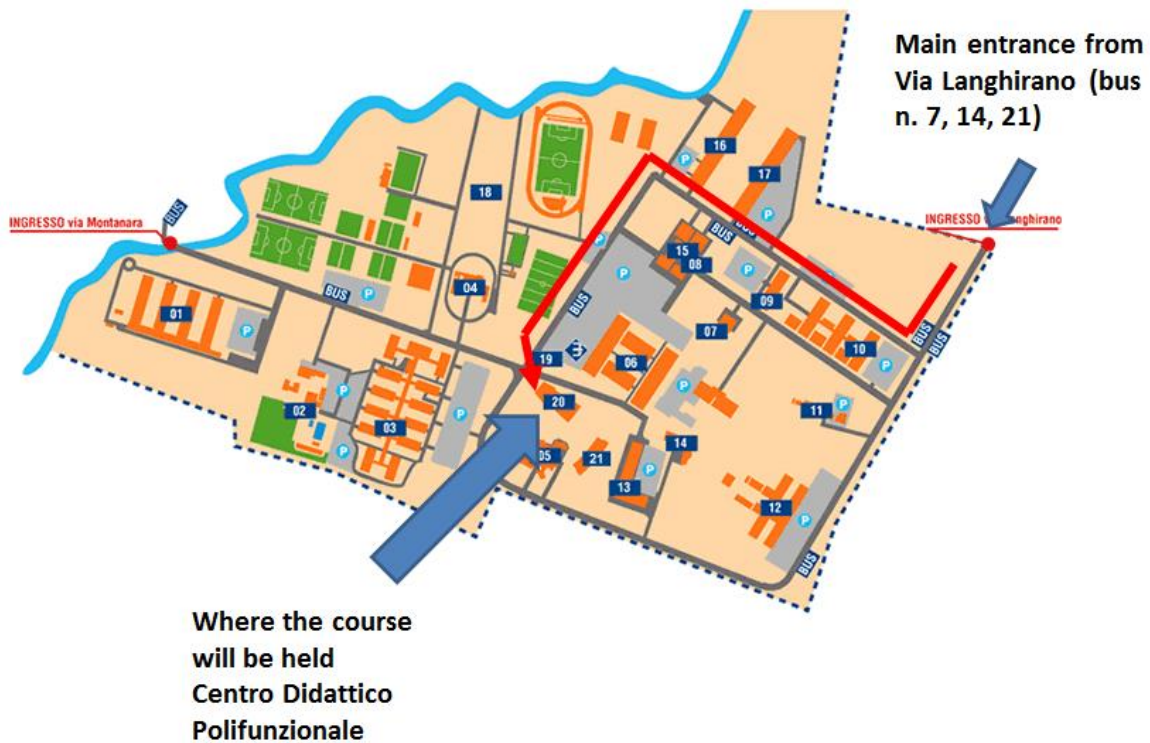 Main entrance from
Via Langhirano (bus
n. 7, 14, 21)
16
17
18
BUS
INGRESSO via Montanara
INGRESSO
anghirano
BUS
15
08
04
BUS
01
P
BUS
09
P
07
BUS
BUS
10
P
19
06
P
P
P
20
02
03
P
11
P
14
05
21
P
13
12
P
P
BUS
P
P
P
P
P
Where the course
will be held
Centro Didattico
Polifunzionale